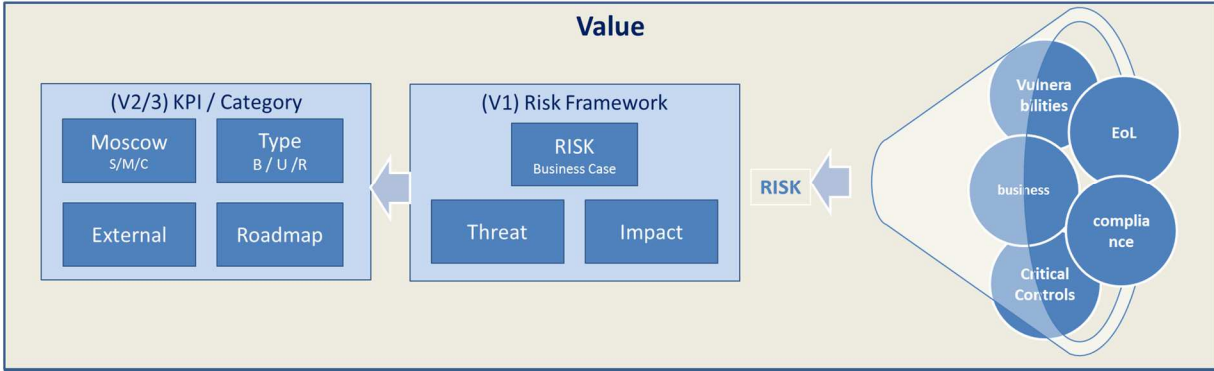 Value
(V2/3) KPI / Category
Moscow
S/M/C
Type
B / U /R
External
Roadmap
(V1) Risk Framework
RISK
Business Case
Threat
Impact
RISK
Vulnera
bilities
EoL
business
complia
nce
Critical
Controls